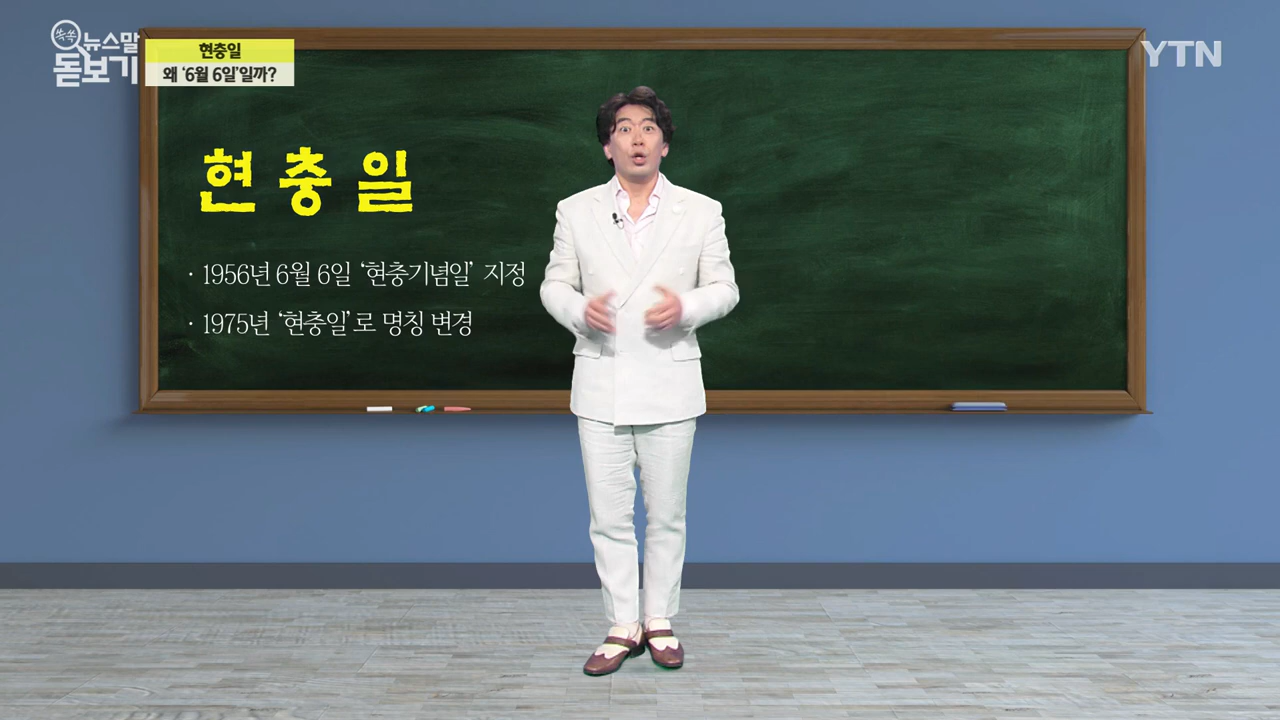 쏙쏙
뉴스말
돋보기
현충일
왜 '6월 6일'일까?
YTN
현충일
· 1956년 6월 6일 '현충기념일' 지정
· 1975년 '현충일'로 명칭 변경